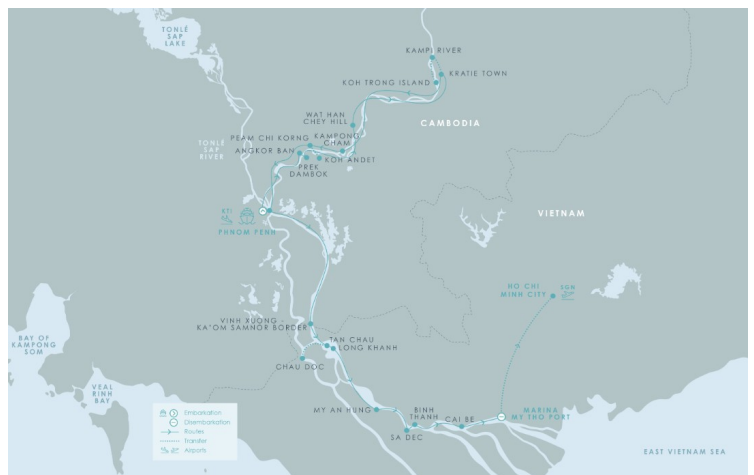 TONLÉ
SAP
LAKE
KAMPI RIVER
KRATIE TOWN
KOH TRONG ISLAND
WAT HAN
CHEY HILL
CAMBODIA
TONLÉ
SAP
RIVER
PEAM CHI KORNG
KAMPONG
CHAM
ANGKOR BAN
KOH ANDET
PREK
DAMBOK
KTI
PHNOM PENH
VIETNAM
HO CHI
MINH CITY
SGN
VINH XUONG -
KA'OM SAMNOR BORDER
TAN CHAU
LONG KHANH
CHAU DOC
BAY OF
KAMPONG
SOM
VEAL
RINH
BAY
MY AN HUNG
BINH
THANH
CAI BE
SA DEC
MARINA
MY THO PORT
EAST VIETNAM SEA
Embarkation
Disembarkation
Routes
Transfer
Airports